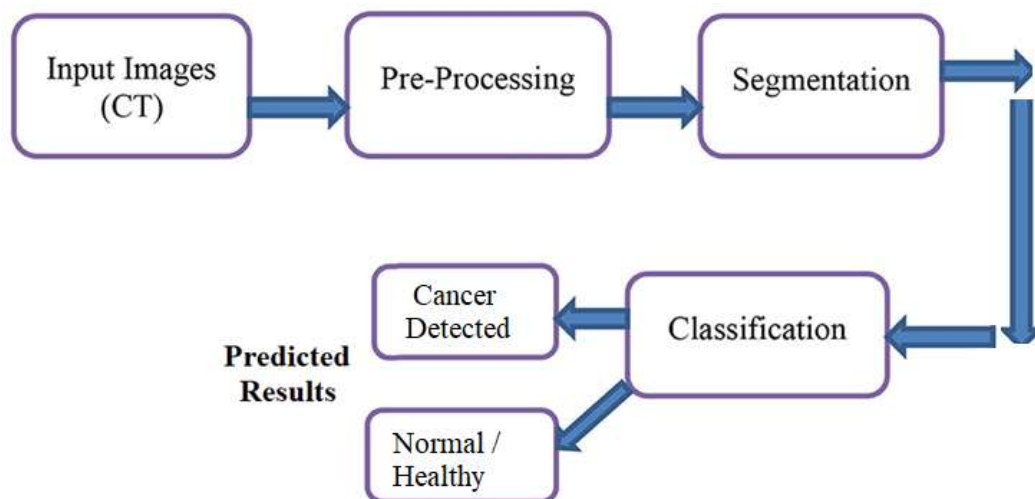 Input Images
(CT)
Pre-Processing
Segmentation
Cancer
Detected
Classification
Predicted
Results
Normal /
Healthy